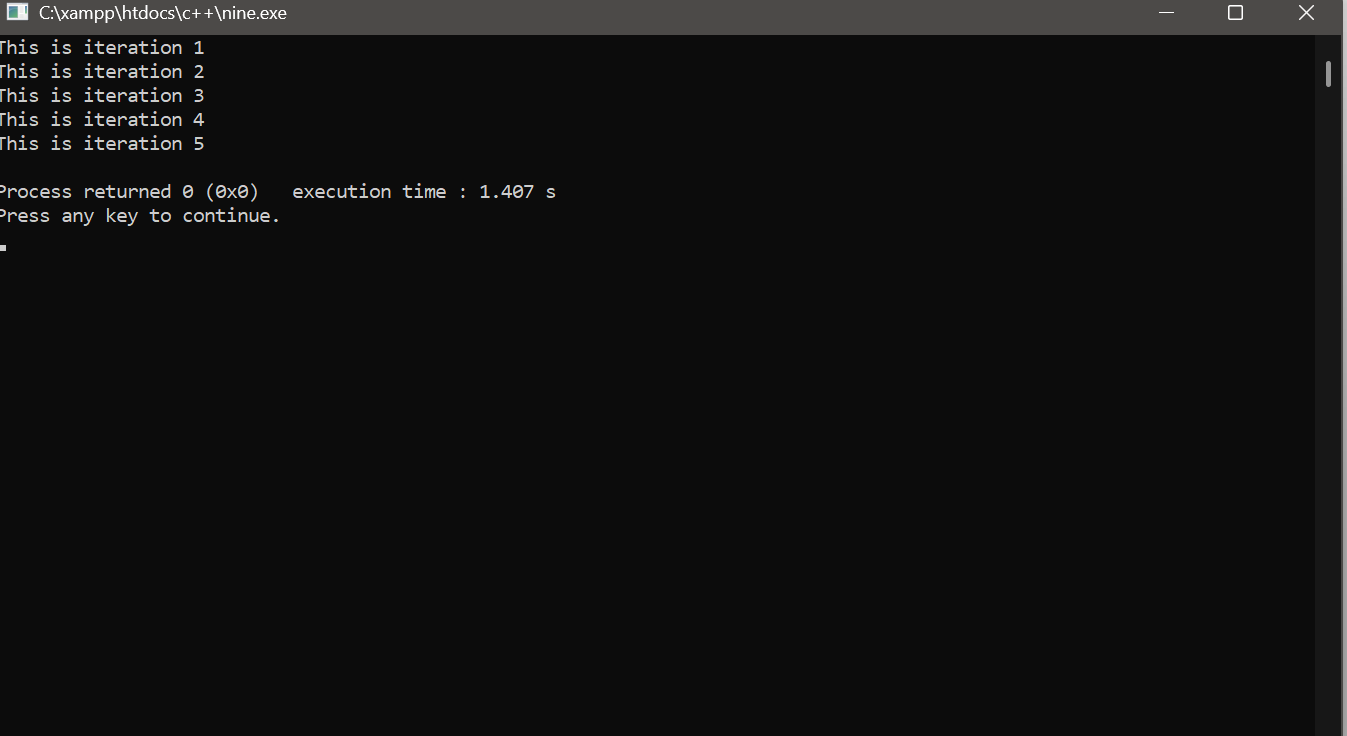 C:\xampp\htdocs\c++\nine.exe
This is iteration 1
This is iteration 2
This is iteration 3
This is iteration 4
This is iteration 5
Process returned 0 (0x0)   execution time : 1.407 s
Press any key to continue.